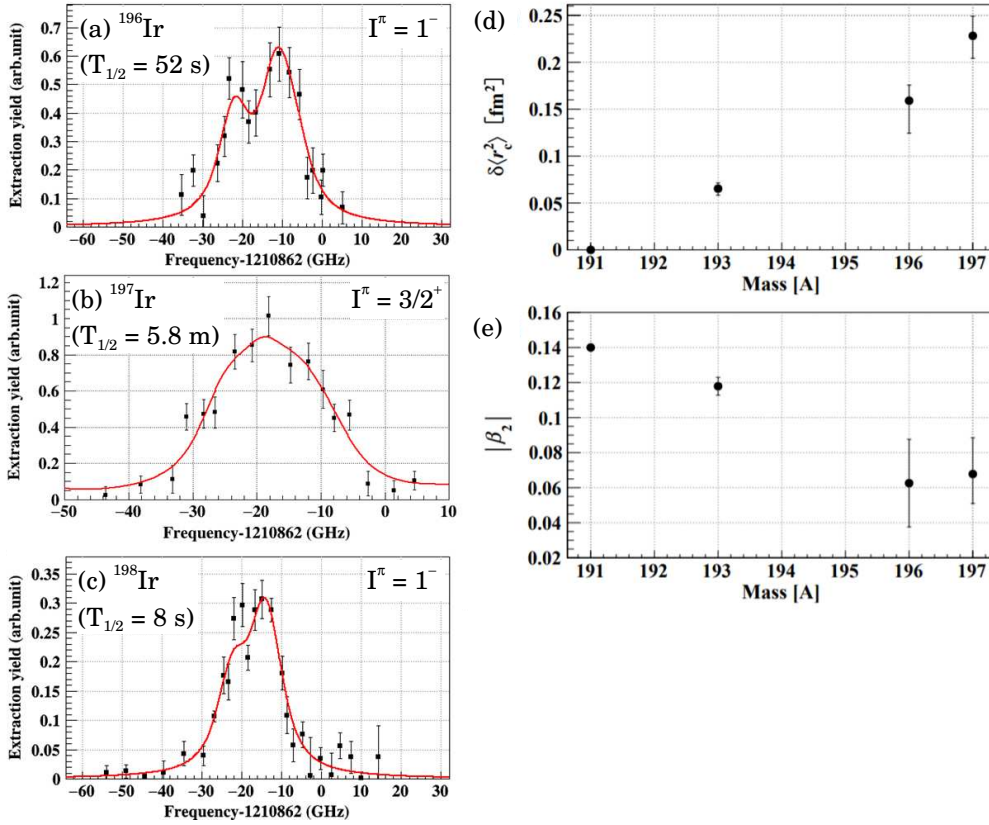 (a) ¹⁹⁶Ir
(T₁/₂ = 52 s)
I^π = 1⁻
Extraction yield (arb.unit)
0.7
0.6
0.5
0.4
0.3
0.2
0.1
0
−60 −50 −40 −30 −20 −10 0 10 20 30
Frequency-1210862 (GHz)
(b) ¹⁹⁷Ir
(T₁/₂ = 5.8 m)
I^π = 3/2⁺
Extraction yield (arb.unit)
1.2
1
0.8
0.6
0.4
0.2
0
−50 −40 −30 −20 −10 0 10
Frequency-1210862 (GHz)
(c) ¹⁹⁸Ir
(T₁/₂ = 8 s)
I^π = 1⁻
Extraction yield (arb.unit)
0.35
0.3
0.25
0.2
0.15
0.1
0.05
0
−60 −50 −40 −30 −20 −10 0 10 20 30
Frequency-1210862 (GHz)
(d)
δ⟨r_c²⟩ [fm²]
0.25
0.2
0.15
0.1
0.05
0
191 192 193 194 195 196 197
Mass [A]
(e)
|β₂|
0.16
0.14
0.12
0.1
0.08
0.06
0.04
0.02
191 192 193 194 195 196 197
Mass [A]